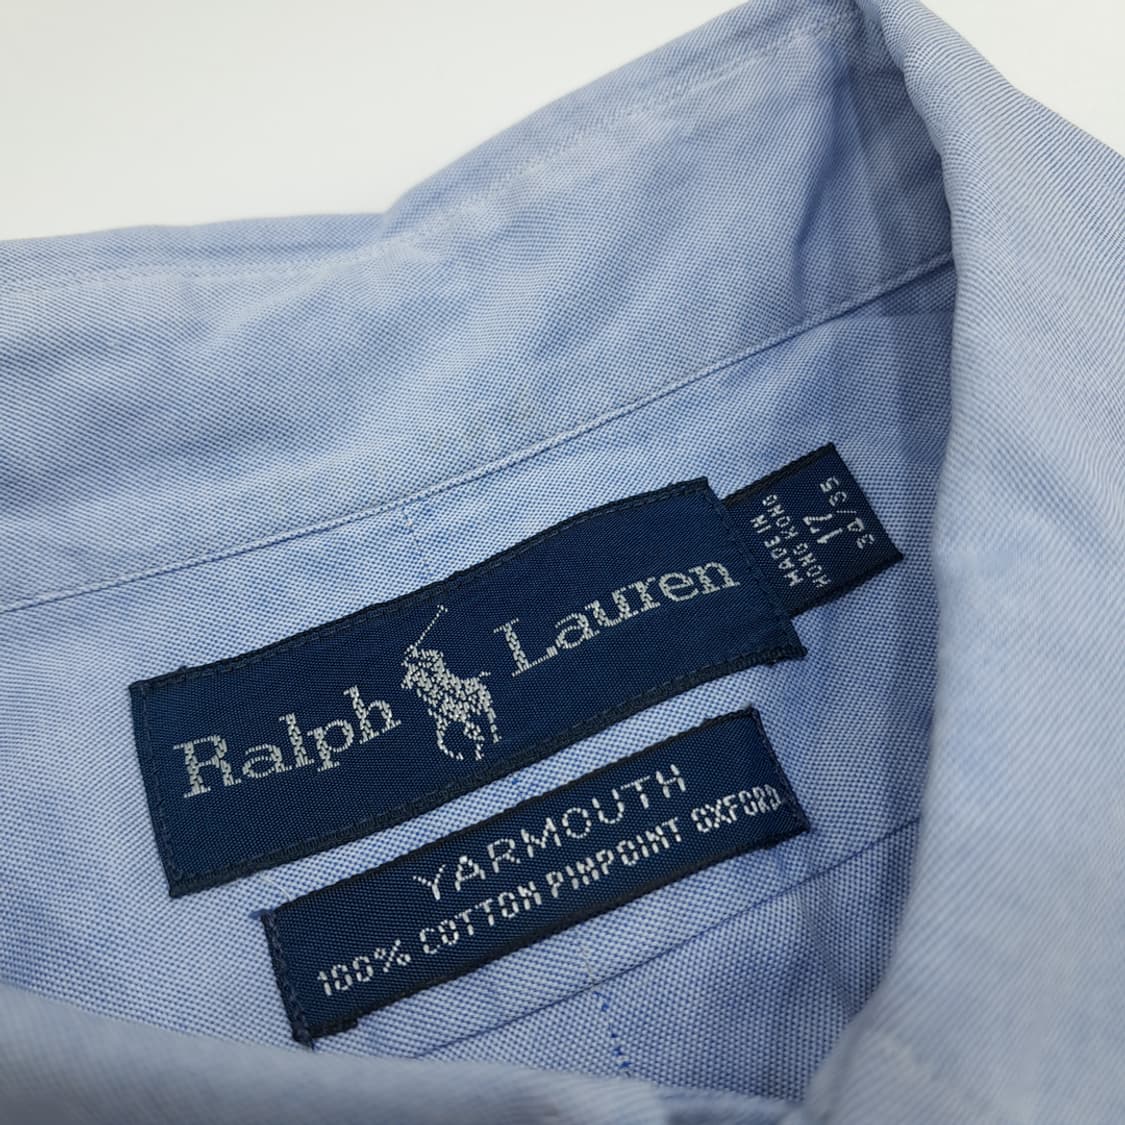 Ralph Lauren
MADE IN
HONG KONG
17
34/35
YARMOUTH
100% COTTON PINPOINT OXFORD